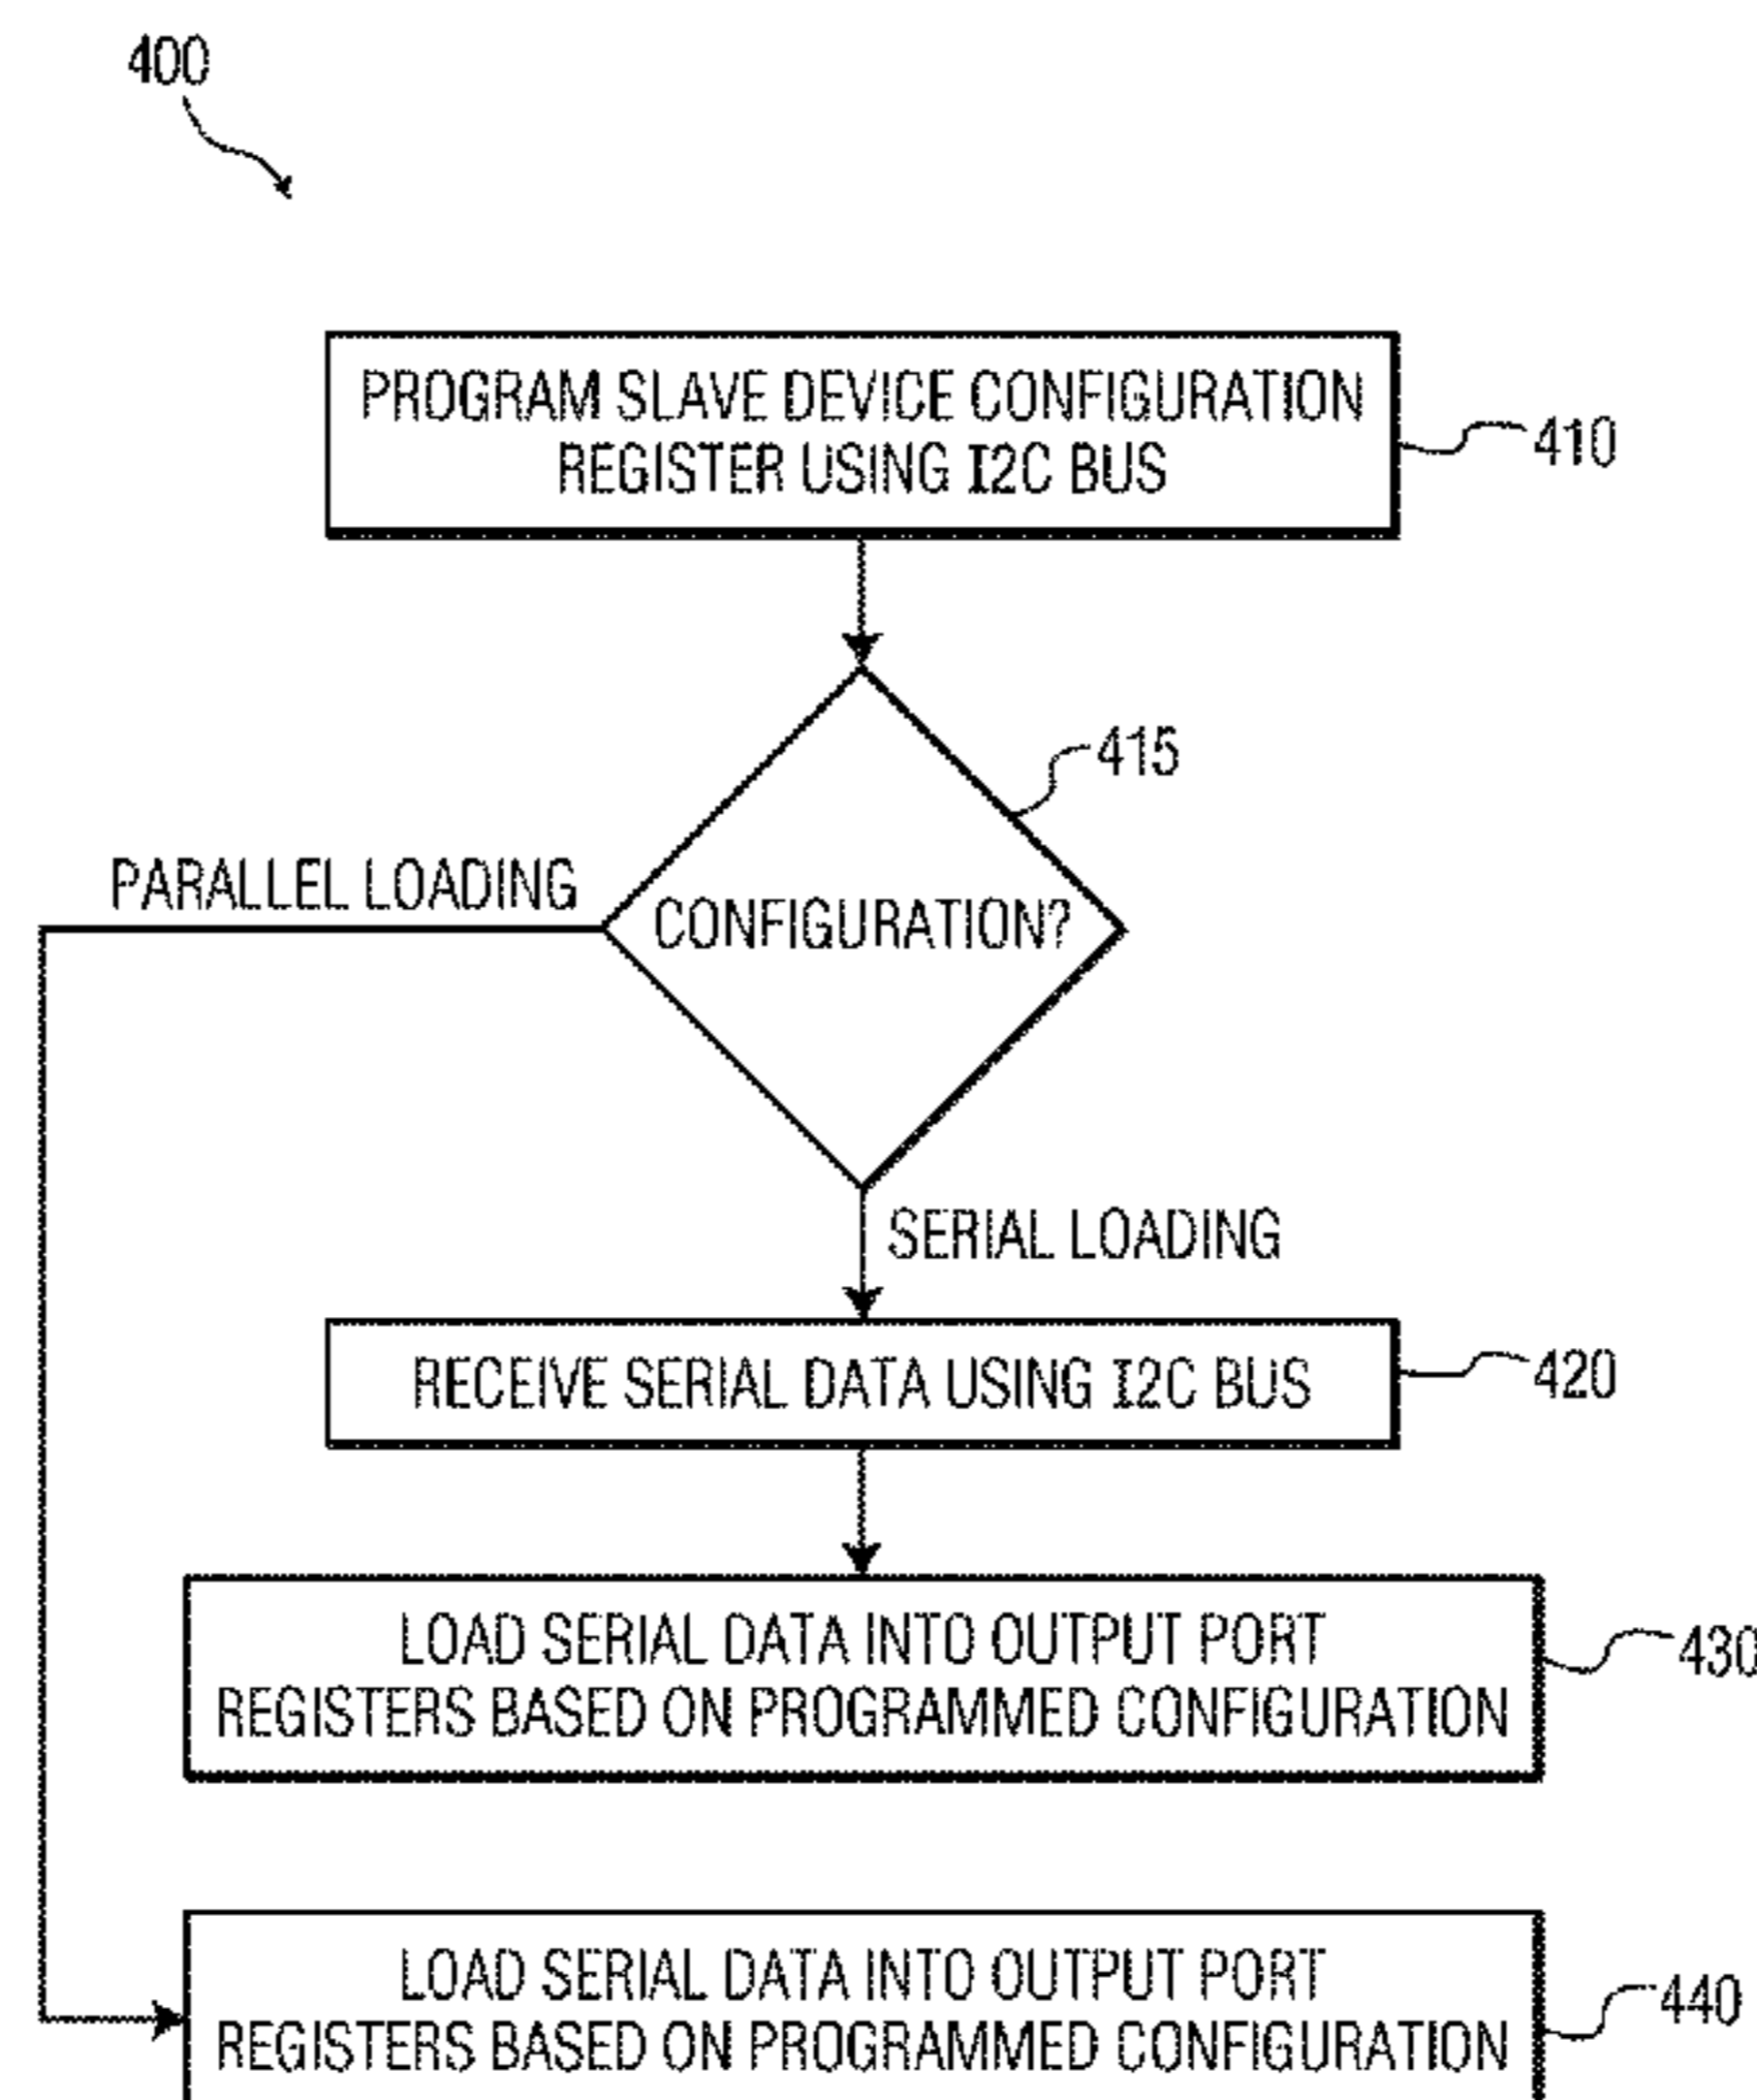 400
PROGRAM SLAVE DEVICE CONFIGURATION
REGISTER USING I2C BUS
410
415
PARALLEL LOADING
CONFIGURATION?
SERIAL LOADING
RECEIVE SERIAL DATA USING I2C BUS
420
LOAD SERIAL DATA INTO OUTPUT PORT
REGISTERS BASED ON PROGRAMMED CONFIGURATION
430
LOAD SERIAL DATA INTO OUTPUT PORT
REGISTERS BASED ON PROGRAMMED CONFIGURATION
440